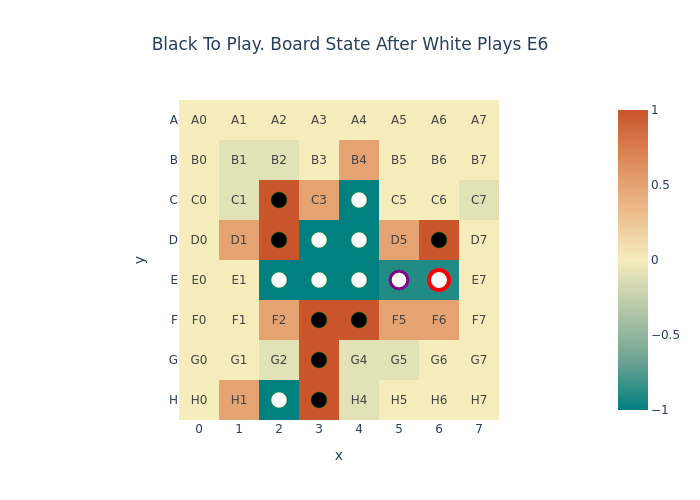 Black To Play. Board State After White Plays E6
A A0 A1 A2 A3 A4 A5 A6 A7
B B0 B1 B2 B3 B4 B5 B6 B7
C C0 C1 C3 C5 C6 C7
D D0 D1 D5 D7
E E0 E1 E7
F F0 F1 F2 F5 F6 F7
G G0 G1 G2 G4 G5 G6 G7
H H0 H1 H4 H5 H6 H7
0 1 2 3 4 5 6 7
x
y
1
0.5
0
−0.5
−1